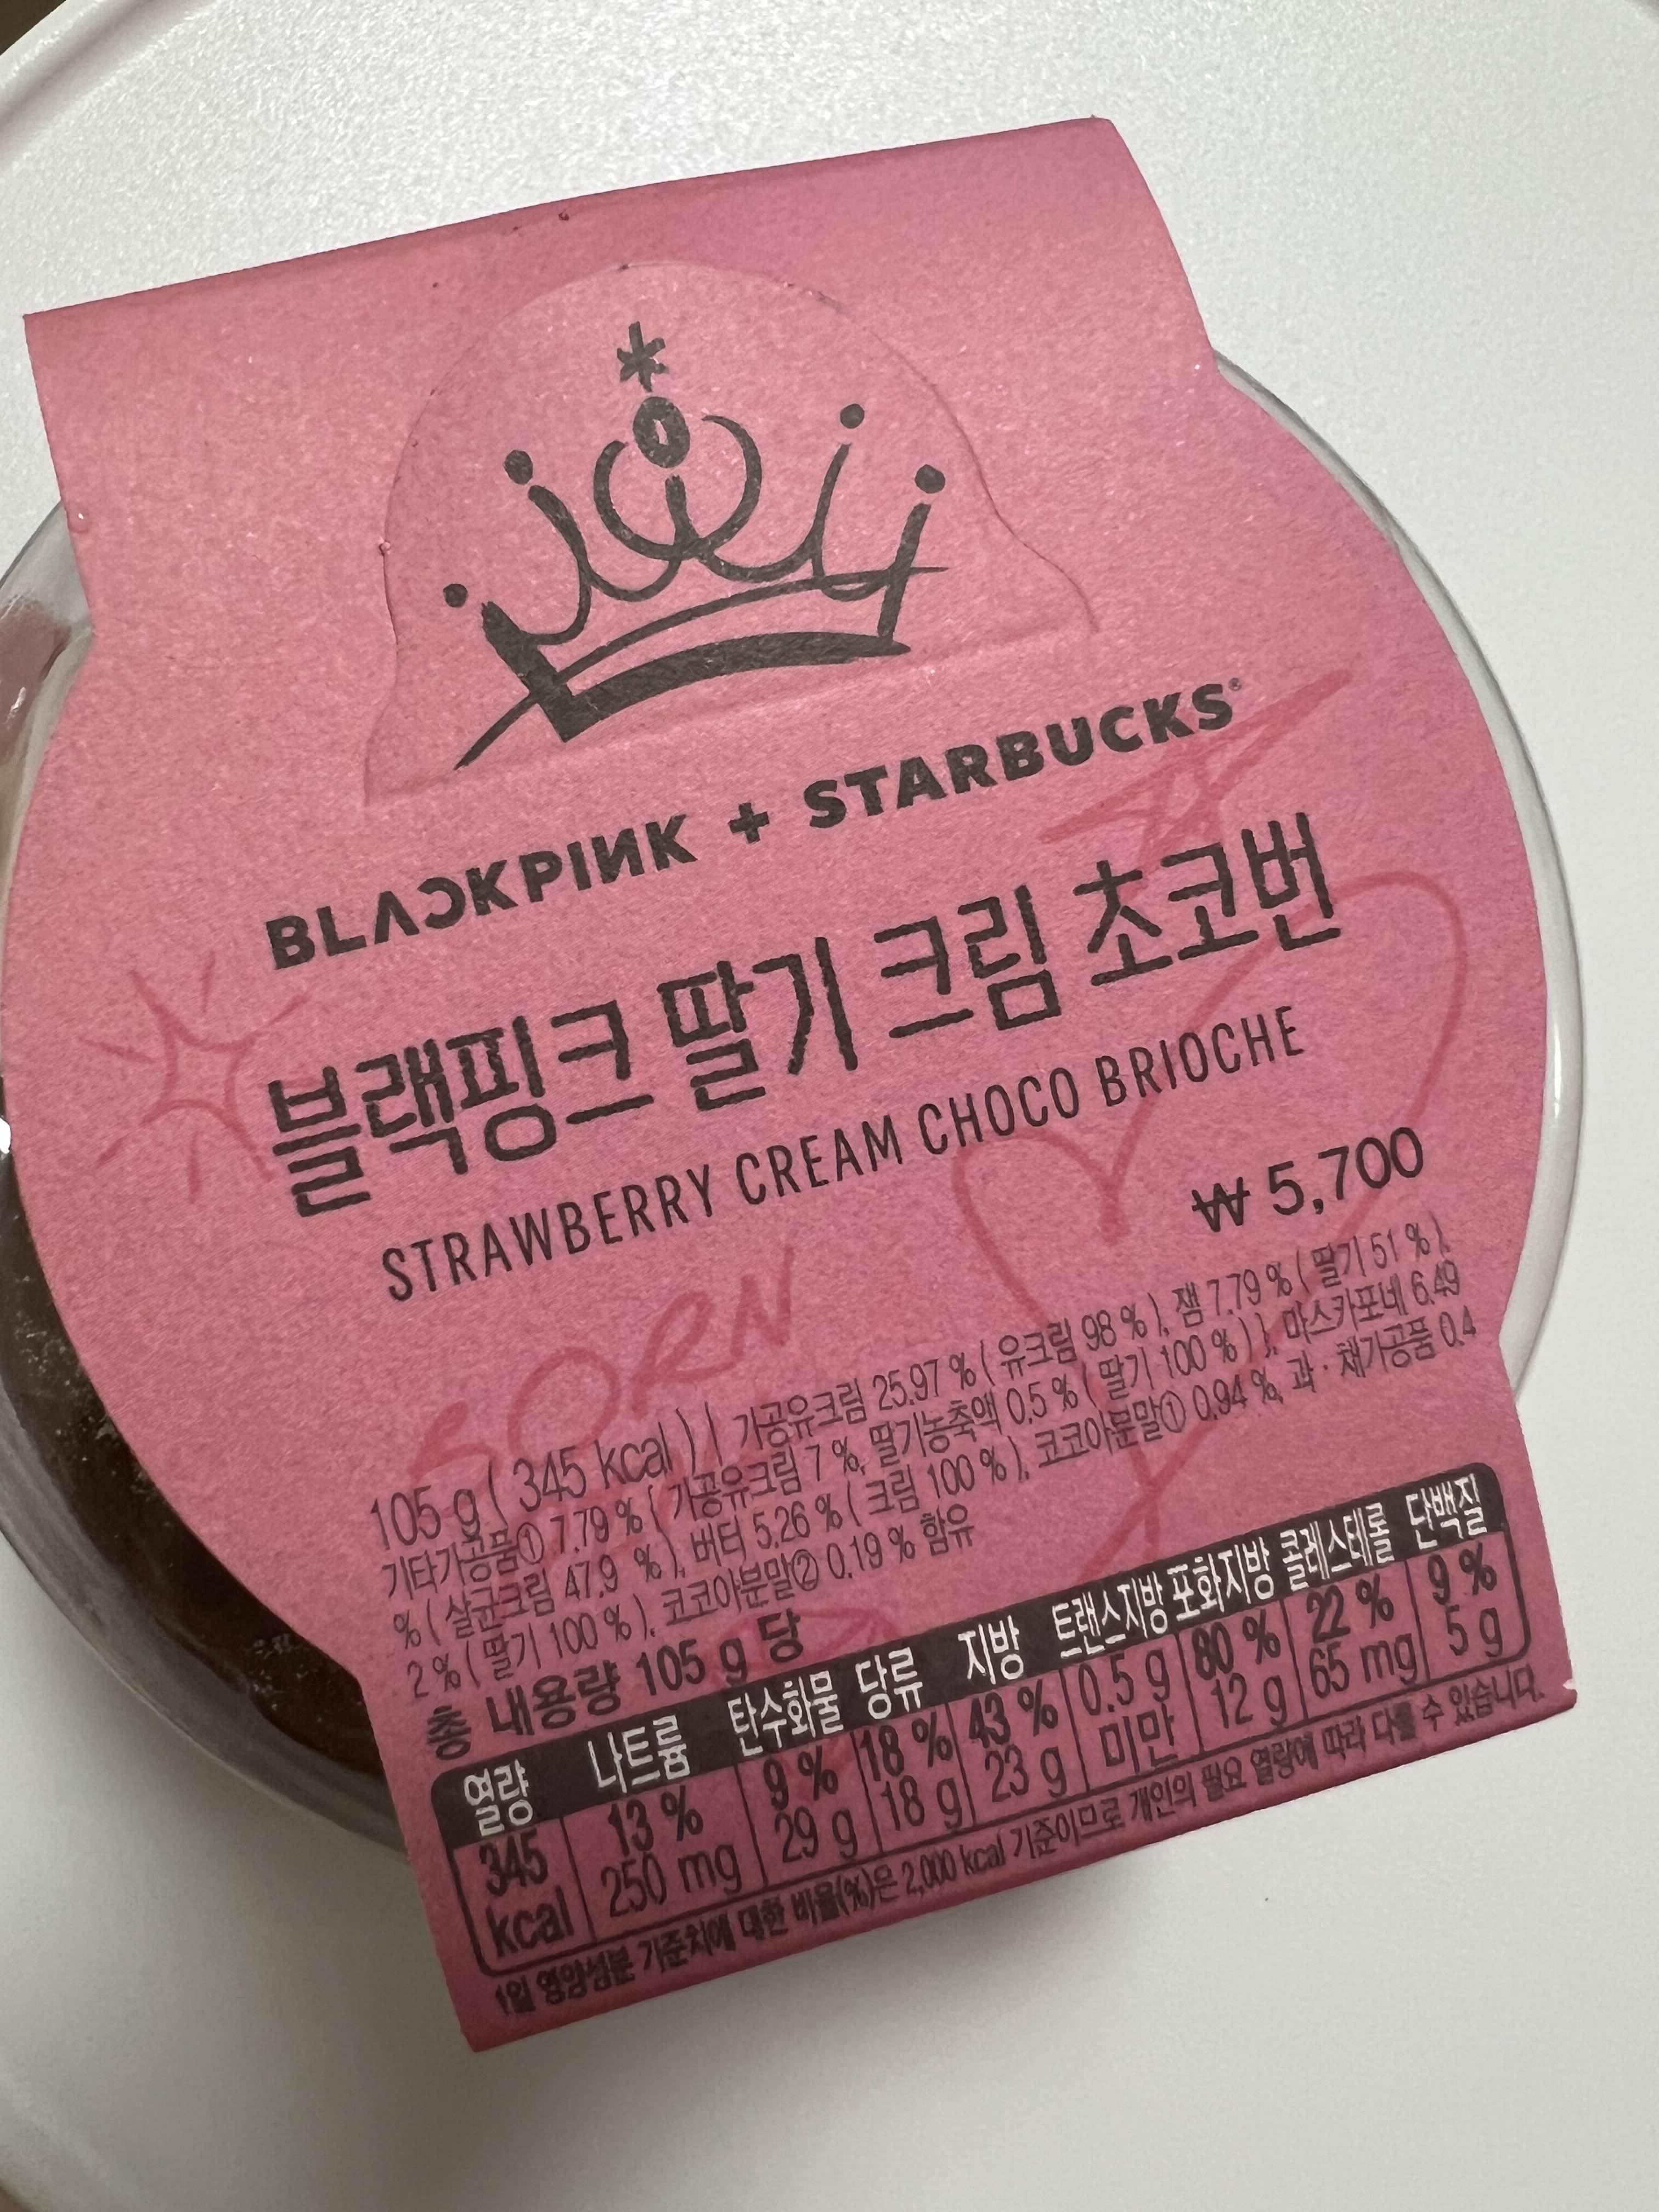 BLACKPINK + STARBUCKS®
블랙핑크 딸기 크림 초코번
STRAWBERRY CREAM CHOCO BRIOCHE
₩ 5,700
BORN
105 g ( 345 kcal ) | 가공유크림 25.97 % ( 유크림 98 % ), 잼 7.79 % ( 딸기 51 % ),
기타가공품① 7.79 % ( 가공유크림 7 %, 딸기농축액 0.5 % ( 딸기 100 % ) ), 마스카포네 6.49
% ( 살균크림 47.9 % ), 버터 5.26 % ( 크림 100 % ), 코코아분말① 0.94 %, 과·채가공품 0.4
2 % ( 딸기 100 % ), 코코아분말② 0.19 % 함유
총 내용량 105 g 당
열량 나트륨 탄수화물 당류 지방 트랜스지방 포화지방 콜레스테롤 단백질
345 13 % 9 % 18 % 43 % 0.5 g 80 % 22 % 9 %
kcal 250 mg 29 g 18 g 23 g 미만 12 g 65 mg 5 g
1일 영양성분 기준치에 대한 비율(%)은 2,000 kcal 기준이므로 개인의 필요 열량에 따라 다를 수 있습니다.